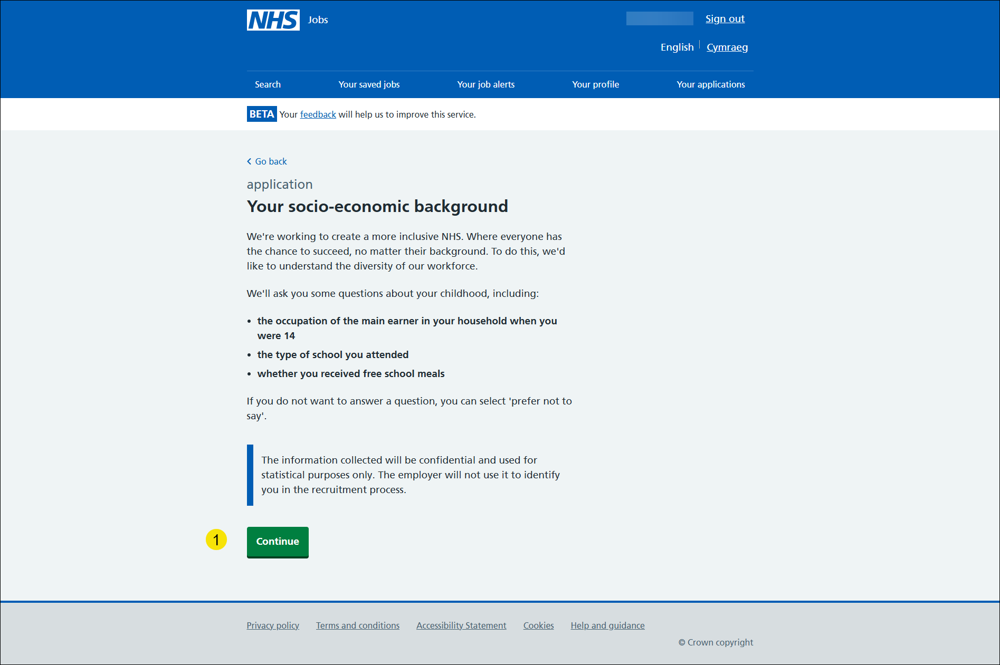 NHS Jobs
Sign out
English Cymraeg
Search Your saved jobs Your job alerts Your profile Your applications
BETA Your feedback will help us to improve this service.
Go back
application
Your socio-economic background
We're working to create a more inclusive NHS. Where everyone has
the chance to succeed, no matter their background. To do this, we'd
like to understand the diversity of our workforce.
We'll ask you some questions about your childhood, including:
• the occupation of the main earner in your household when you
were 14
• the type of school you attended
• whether you received free school meals
If you do not want to answer a question, you can select 'prefer not to
say'.
The information collected will be confidential and used for
statistical purposes only. The employer will not use it to identify
you in the recruitment process.
1 Continue
Privacy policy Terms and conditions Accessibility Statement Cookies Help and guidance
© Crown copyright